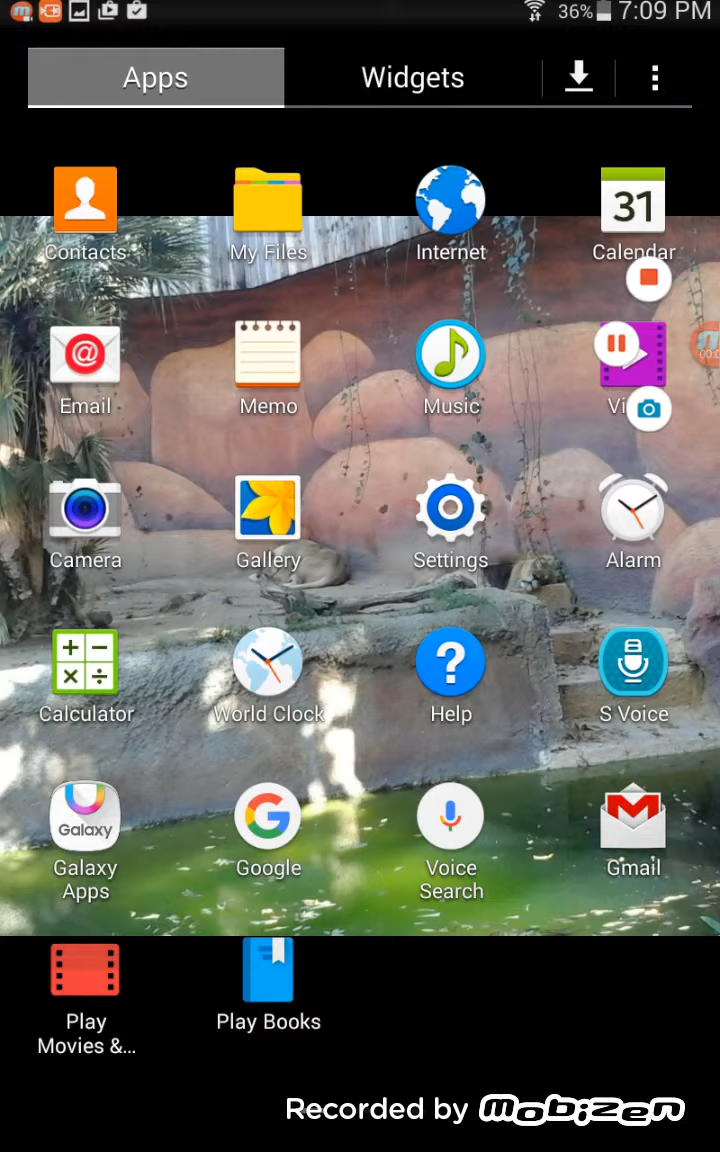 36% 7:09 PM
Apps Widgets
31
Contacts My Files Internet Calendar
@
Email Memo Music
Camera Gallery Settings Alarm
+ − × ÷
?
Calculator World Clock Help S Voice
Galaxy
Galaxy Apps
Google
Voice Search
Gmail
Play Movies &...
Play Books
Recorded by Mobizen